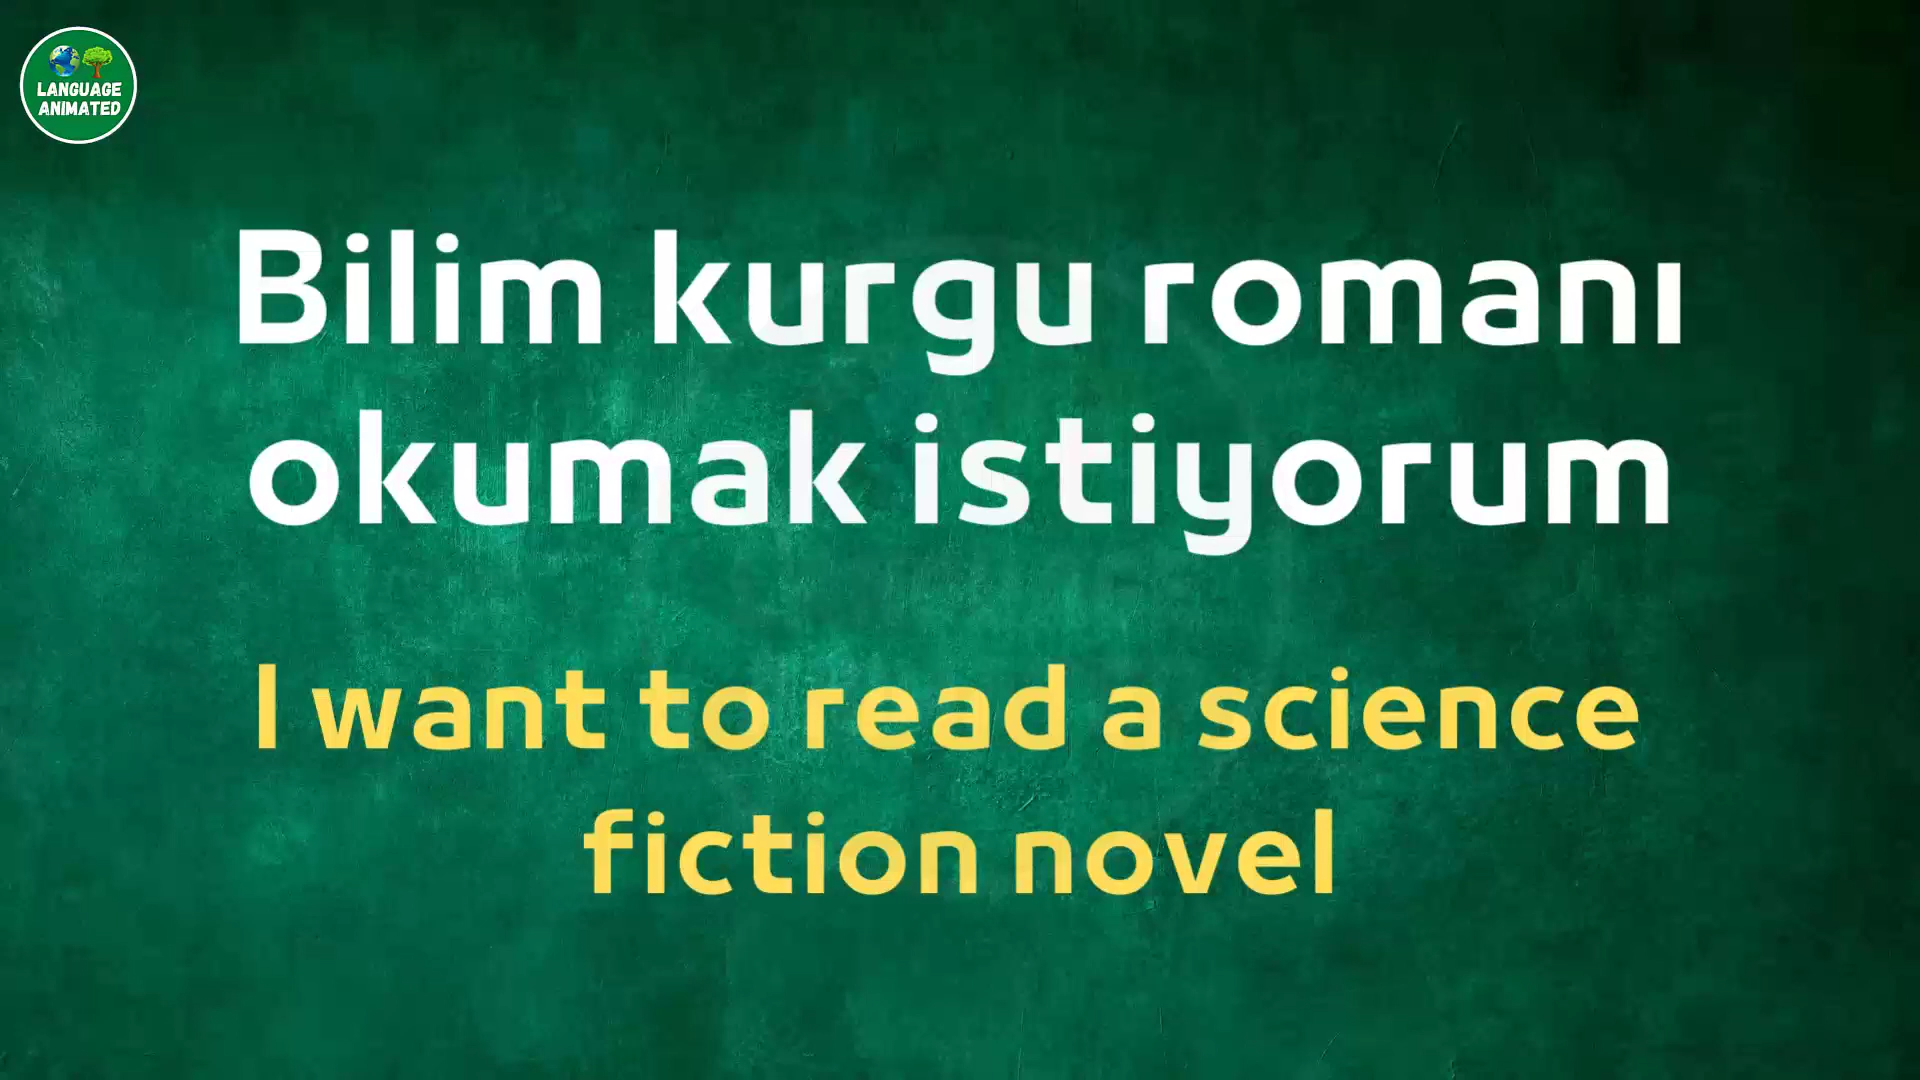 LANGUAGE
ANIMATED
Bilim kurgu romanı
okumak istiyorum
I want to read a science
fiction novel